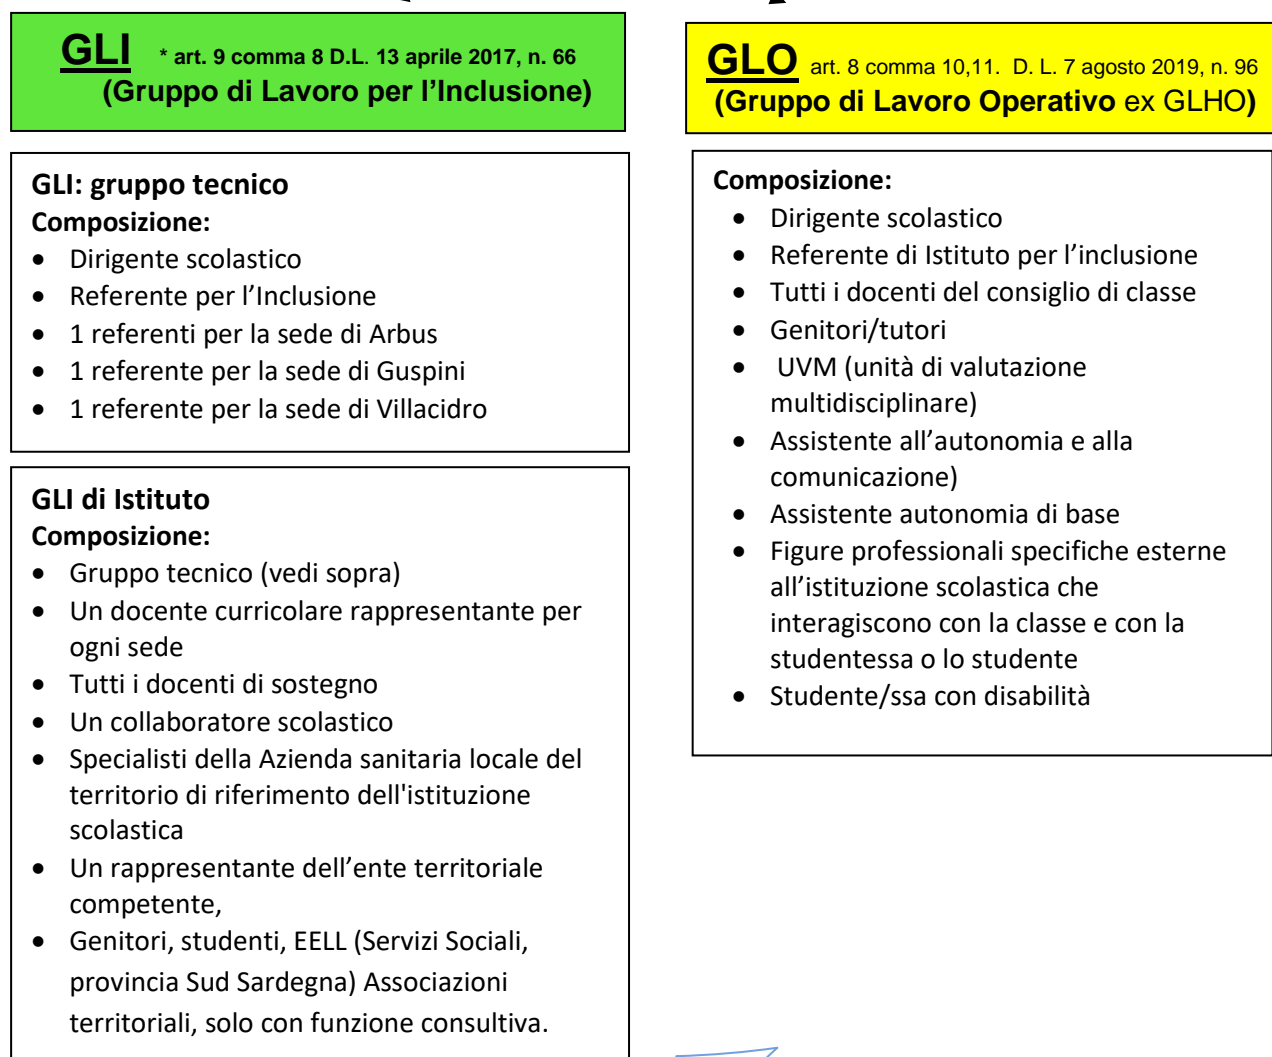 GLI * art. 9 comma 8 D.L. 13 aprile 2017, n. 66
(Gruppo di Lavoro per l’Inclusione)
GLI: gruppo tecnico
Composizione:
• Dirigente scolastico
• Referente per l’Inclusione
• 1 referenti per la sede di Arbus
• 1 referente per la sede di Guspini
• 1 referente per la sede di Villacidro
GLI di Istituto
Composizione:
• Gruppo tecnico (vedi sopra)
• Un docente curricolare rappresentante per
ogni sede
• Tutti i docenti di sostegno
• Un collaboratore scolastico
• Specialisti della Azienda sanitaria locale del
territorio di riferimento dell'istituzione
scolastica
• Un rappresentante dell’ente territoriale
competente,
• Genitori, studenti, EELL (Servizi Sociali,
provincia Sud Sardegna) Associazioni
territoriali, solo con funzione consultiva.
GLO art. 8 comma 10,11. D. L. 7 agosto 2019, n. 96
(Gruppo di Lavoro Operativo ex GLHO)
Composizione:
• Dirigente scolastico
• Referente di Istituto per l’inclusione
• Tutti i docenti del consiglio di classe
• Genitori/tutori
• UVM (unità di valutazione
multidisciplinare)
• Assistente all’autonomia e alla
comunicazione)
• Assistente autonomia di base
• Figure professionali specifiche esterne
all’istituzione scolastica che
interagiscono con la classe e con la
studentessa o lo studente
• Studente/ssa con disabilità